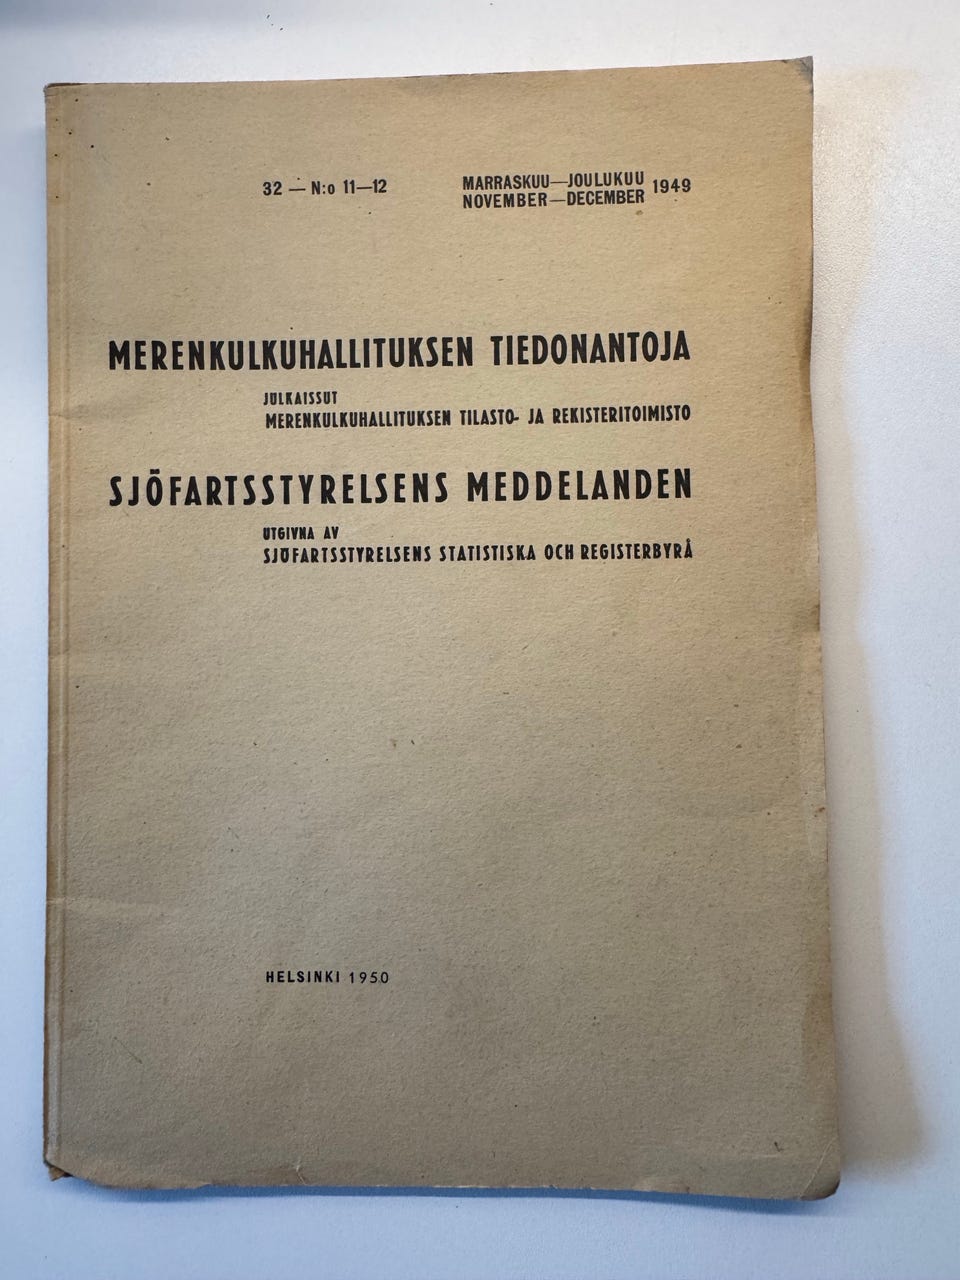 32 — N:o 11—12
MARRASKUU—JOULUKUU 1949
NOVEMBER—DECEMBER
MERENKULKUHALLITUKSEN TIEDONANTOJA
JULKAISSUT
MERENKULKUHALLITUKSEN TILASTO- JA REKISTERITOIMISTO
SJÖFARTSSTYRELSENS MEDDELANDEN
UTGIVNA AV
SJÖFARTSSTYRELSENS STATISTISKA OCH REGISTERBYRÅ
HELSINKI 1950